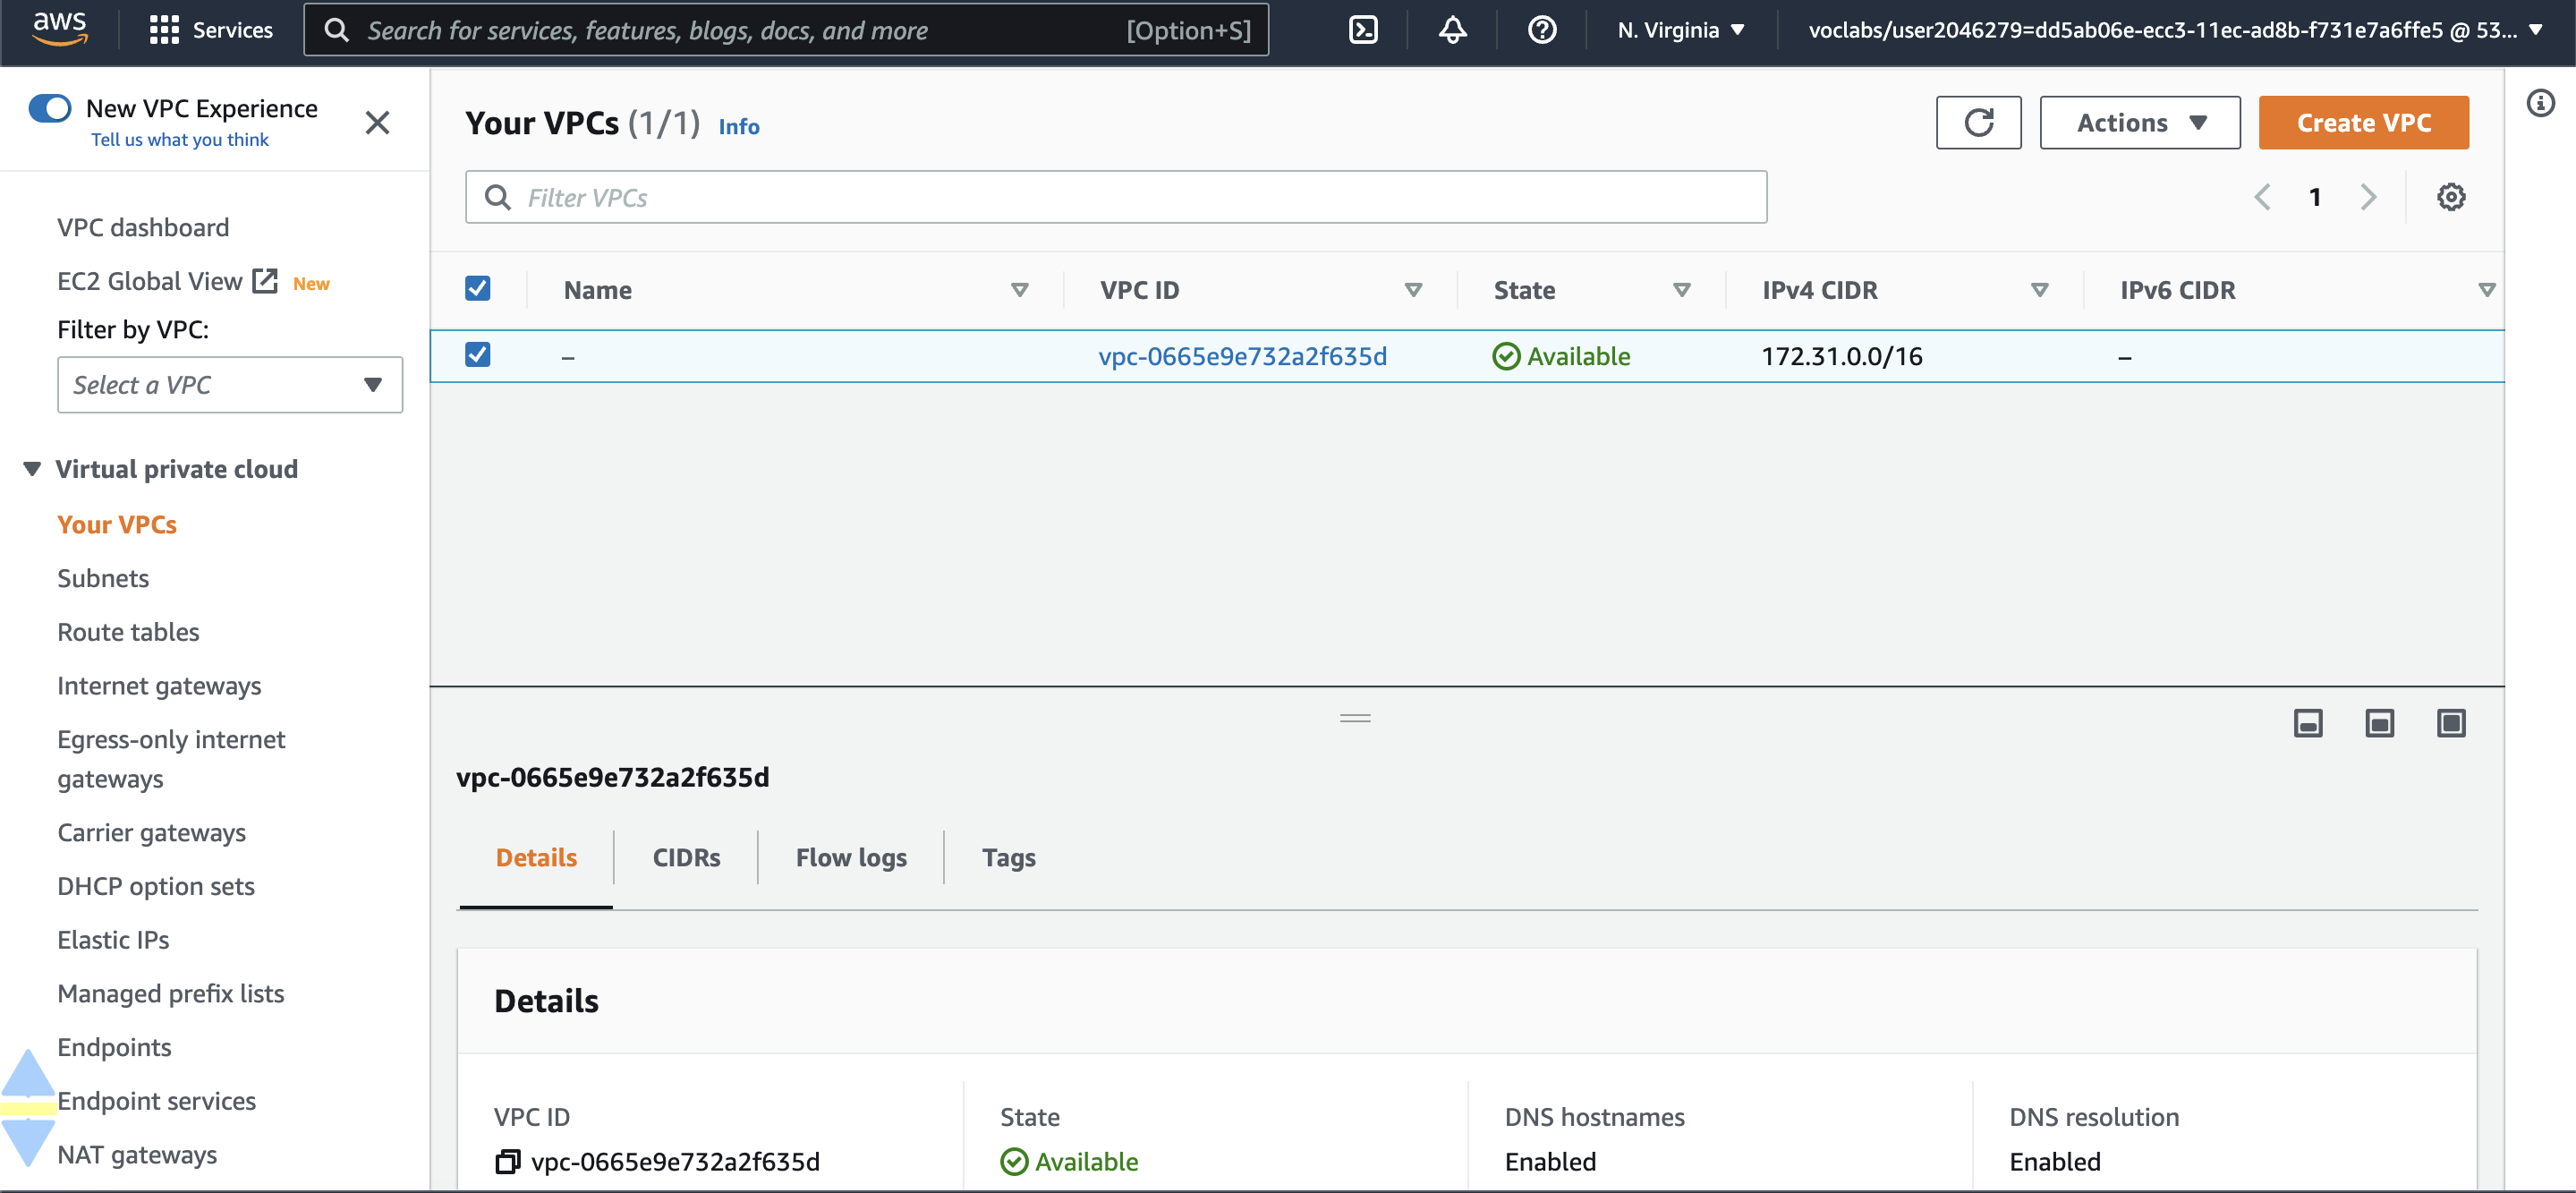 aws
Services
Search for services, features, blogs, docs, and more
[Option+S]
N. Virginia
voclabs/user2046279=dd5ab06e-ecc3-11ec-ad8b-f731e7a6ffe5 @ 53...
New VPC Experience
Tell us what you think
VPC dashboard
EC2 Global View New
Filter by VPC:
Select a VPC
Virtual private cloud
Your VPCs
Subnets
Route tables
Internet gateways
Egress-only internet
gateways
Carrier gateways
DHCP option sets
Elastic IPs
Managed prefix lists
Endpoints
Endpoint services
NAT gateways
Your VPCs (1/1) Info
Actions
Create VPC
Filter VPCs
1
Name VPC ID State IPv4 CIDR IPv6 CIDR
– vpc-0665e9e732a2f635d Available 172.31.0.0/16 –
vpc-0665e9e732a2f635d
Details CIDRs Flow logs Tags
Details
VPC ID State DNS hostnames DNS resolution
vpc-0665e9e732a2f635d Available Enabled Enabled